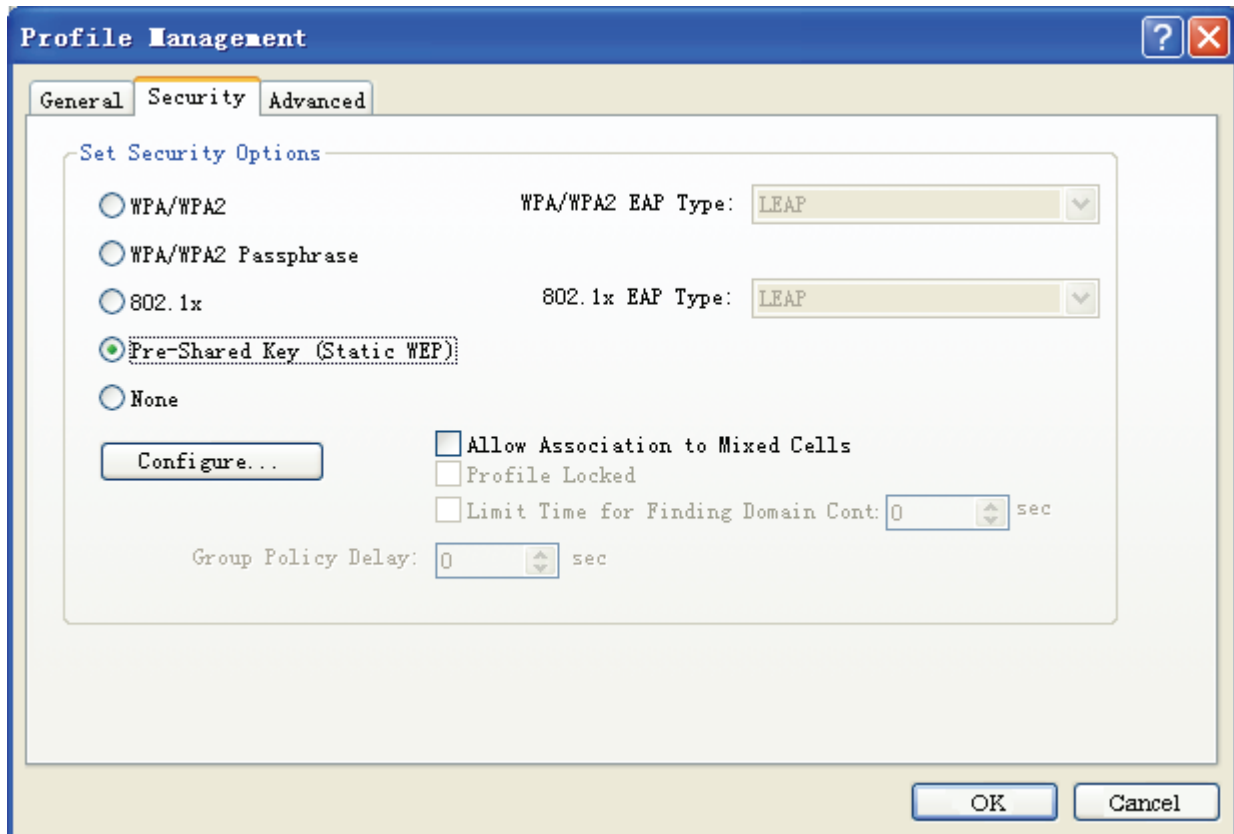 Profile Management
General Security Advanced
Set Security Options
WPA/WPA2 WPA/WPA2 EAP Type: LEAP
WPA/WPA2 Passphrase
802.1x 802.1x EAP Type: LEAP
Pre-Shared Key (Static WEP)
None
Configure... Allow Association to Mixed Cells
Profile Locked
Limit Time for Finding Domain Cont: 0 sec
Group Policy Delay: 0 sec
OK Cancel